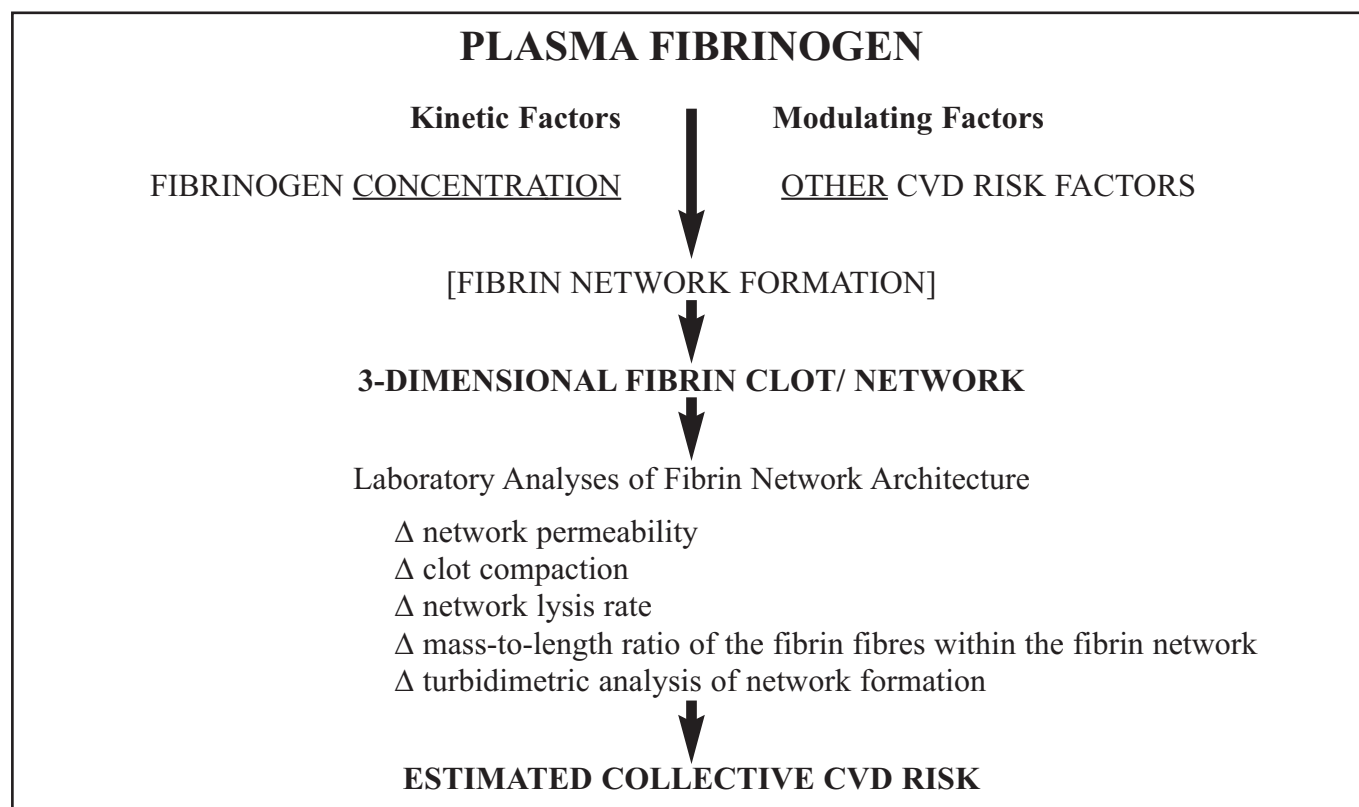 PLASMA FIBRINOGEN
Kinetic Factors
Modulating Factors
FIBRINOGEN CONCENTRATION
OTHER CVD RISK FACTORS
[FIBRIN NETWORK FORMATION]
3-DIMENSIONAL FIBRIN CLOT/ NETWORK
Laboratory Analyses of Fibrin Network Architecture
Δ network permeability
Δ clot compaction
Δ network lysis rate
Δ mass-to-length ratio of the fibrin fibres within the fibrin network
Δ turbidimetric analysis of network formation
ESTIMATED COLLECTIVE CVD RISK